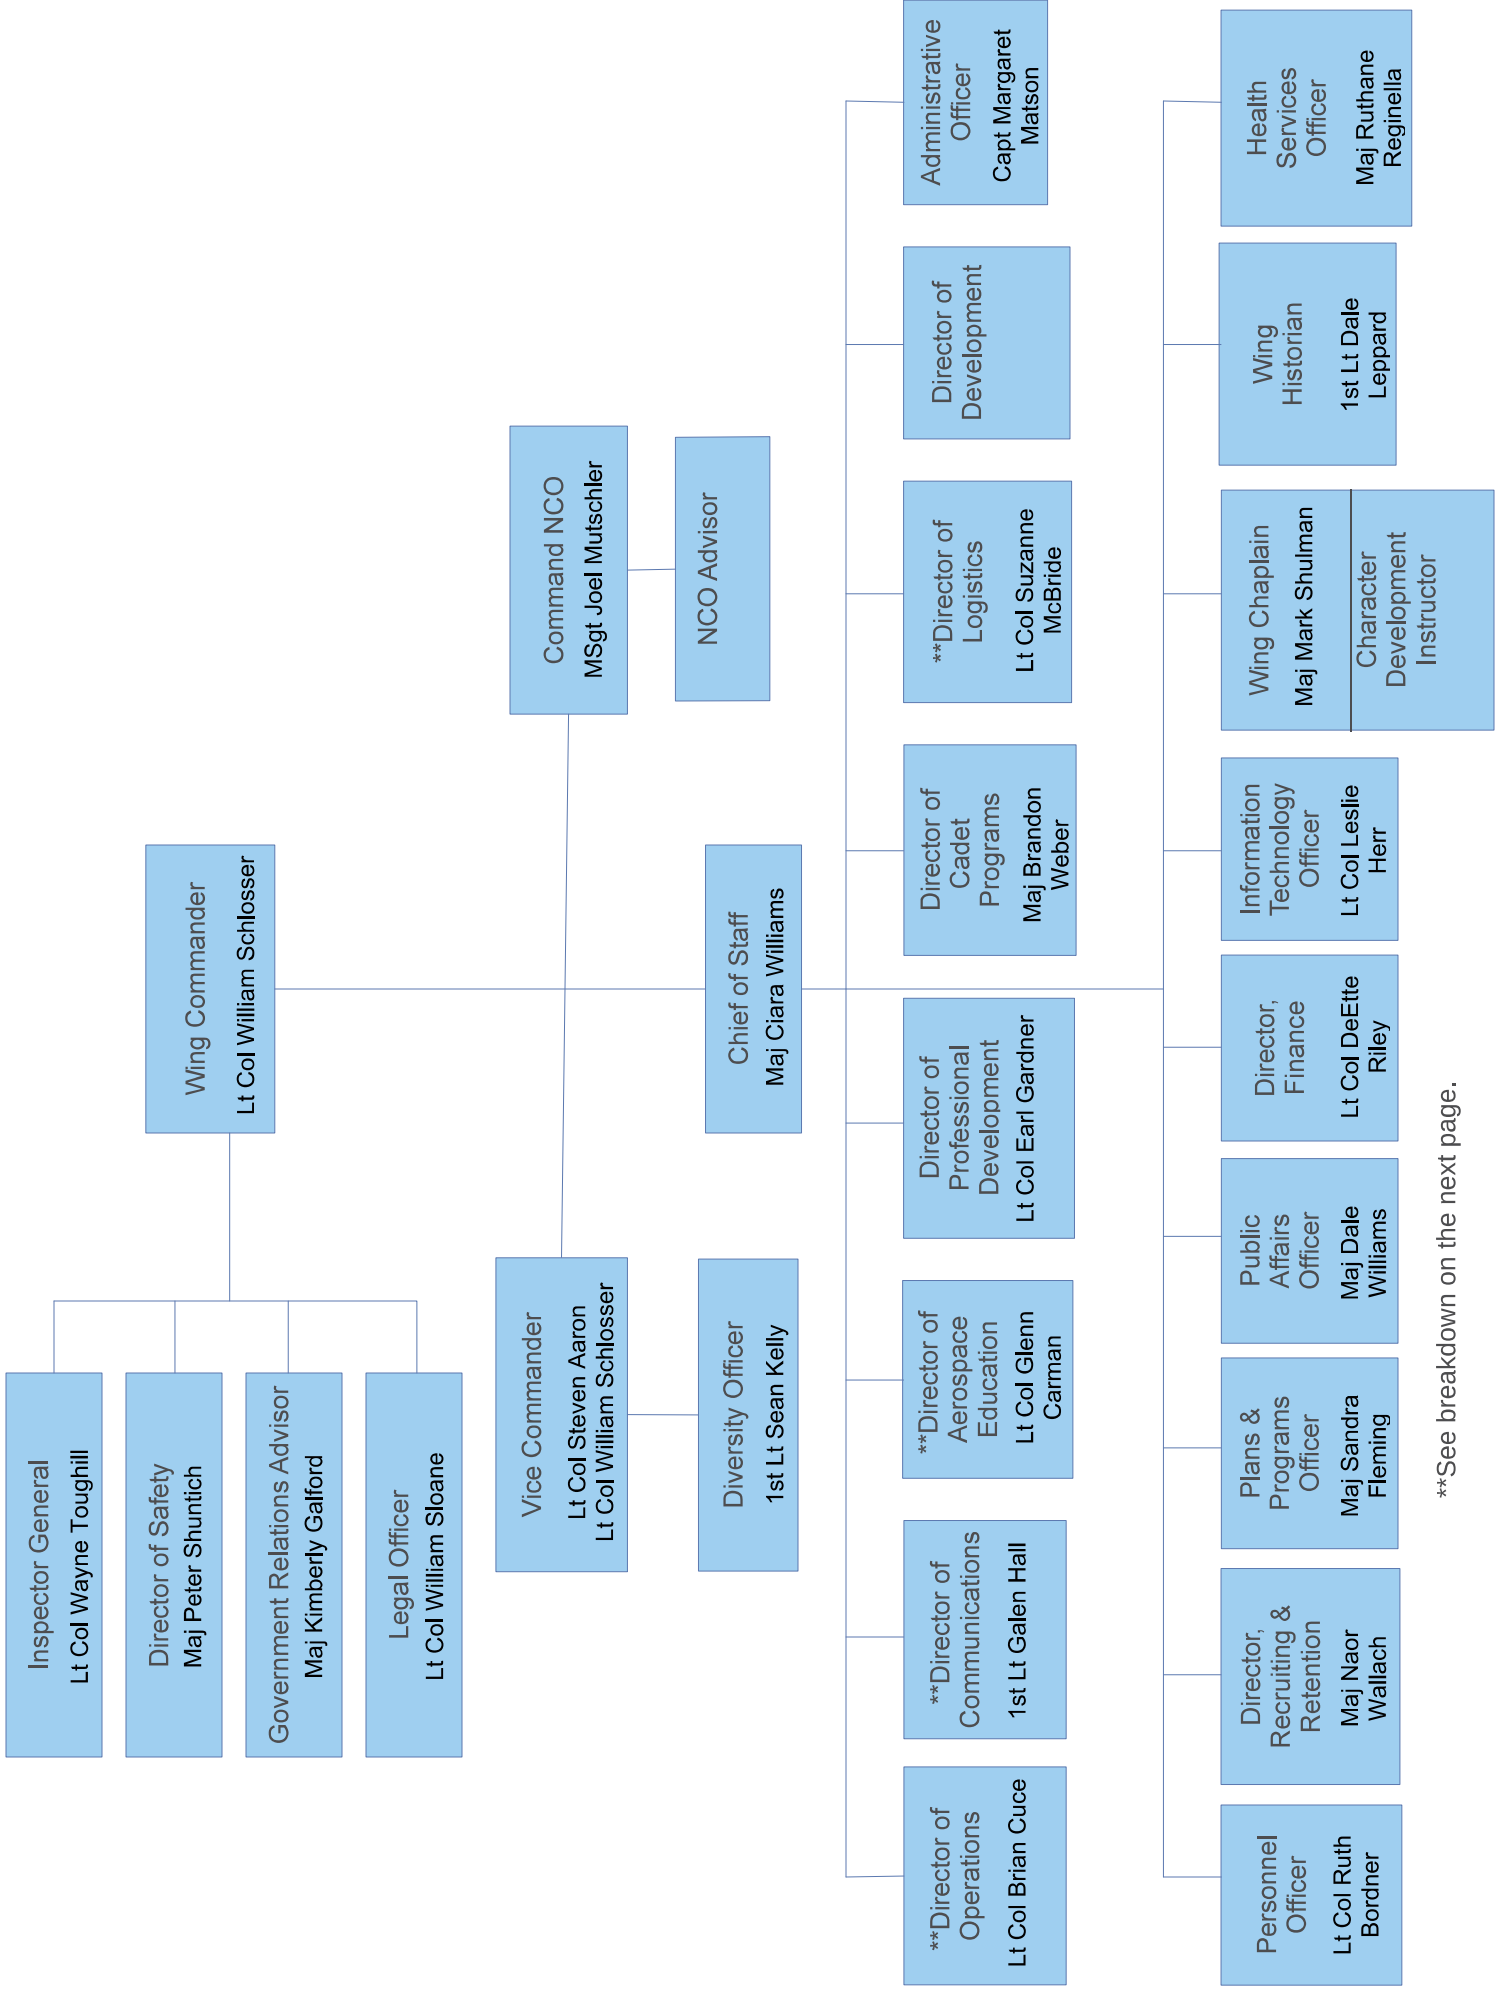 Inspector General
Lt Col Wayne Toughill
Director of Safety
Maj Peter Shuntich
Government Relations Advisor
Maj Kimberly Galford
Legal Officer
Lt Col William Sloane
Wing Commander
Lt Col William Schlosser
Vice Commander
Lt Col Steven Aaron
Lt Col William Schlosser
Command NCO
MSgt Joel Mutschler
Diversity Officer
1st Lt Sean Kelly
Chief of Staff
Maj Ciara Williams
NCO Advisor
**Director of
Operations
Lt Col Brian Cuce
**Director of
Communications
1st Lt Galen Hall
**Director of
Aerospace
Education
Lt Col Glenn
Carman
Director of
Professional
Development
Lt Col Earl Gardner
Director of
Cadet
Programs
Maj Brandon
Weber
**Director of
Logistics
Lt Col Suzanne
McBride
Director of
Development
Administrative
Officer
Capt Margaret
Matson
Personnel
Officer
Lt Col Ruth
Bordner
Director,
Recruiting &
Retention
Maj Naor
Wallach
Plans &
Programs
Officer
Maj Sandra
Fleming
Public
Affairs
Officer
Maj Dale
Williams
Director,
Finance
Lt Col DeEtte
Riley
Information
Technology
Officer
Lt Col Leslie
Herr
Wing Chaplain
Maj Mark Shulman
Character
Development
Instructor
Wing
Historian
1st Lt Dale
Leppard
Health
Services
Officer
Maj Ruthane
Reginella
**See breakdown on the next page.